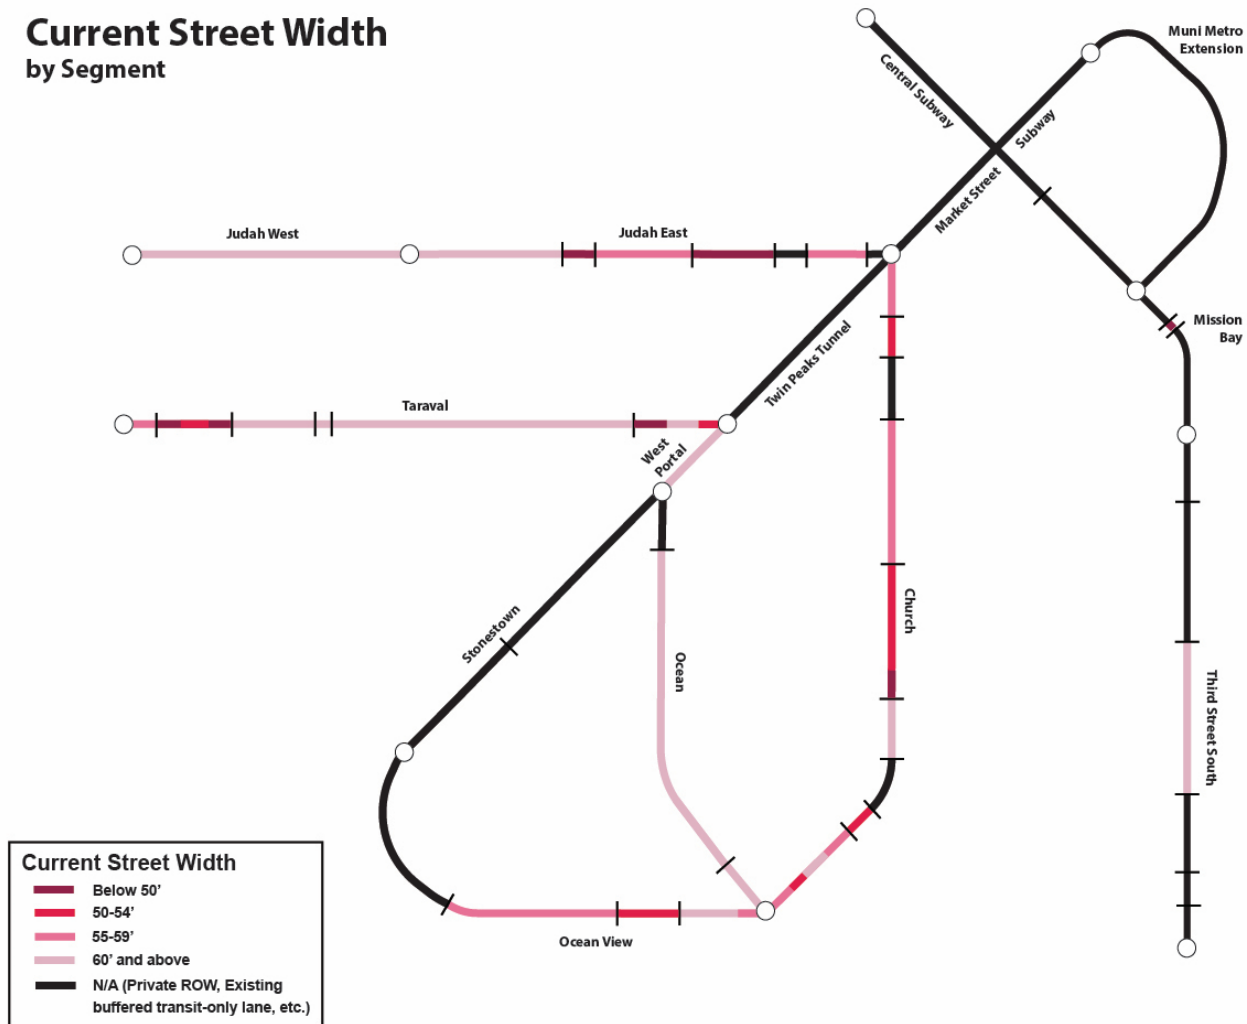 Current Street Width
by Segment
Muni Metro
Extension
Central Subway
Subway
Market Street
Judah West
Judah East
Mission
Bay
Twin Peaks Tunnel
Taraval
West
Portal
Church
Stonestown
Ocean
Third Street South
Ocean View
Current Street Width
Below 50’
50-54’
55-59’
60’ and above
N/A (Private ROW, Existing
buffered transit-only lane, etc.)